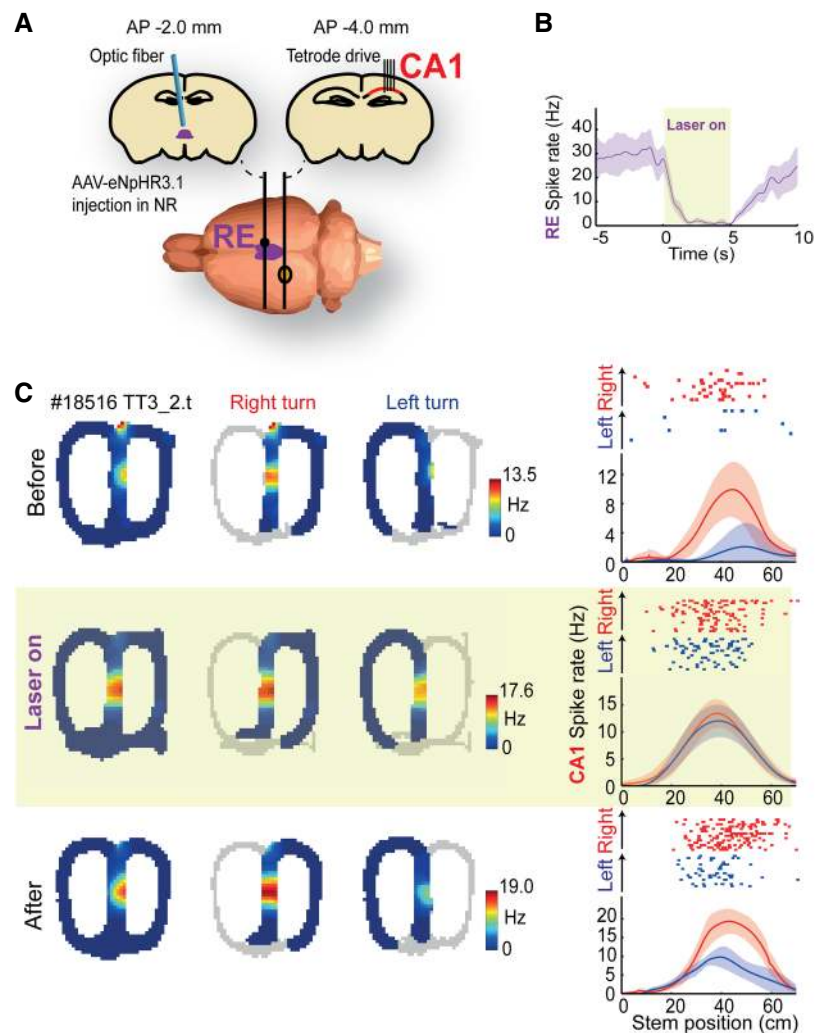 A
AP -2.0 mm
AP -4.0 mm
Optic fiber
Tetrode drive
CA1
AAV-eNpHR3.1
injection in NR
RE
B
RE Spike rate (Hz)
50
40
30
20
10
0
Laser on
-5
0
5
10
Time (s)
C
#18516 TT3_2.t
Right turn
Left turn
Before
13.5
Hz
0
Left Right
12
8
4
0
0
20
40
60
Laser on
17.6
Hz
0
Left Right
CA1 Spike rate (Hz)
15
10
5
0
0
20
40
60
After
19.0
Hz
0
Left Right
20
15
10
5
0
0
20
40
60
Stem position (cm)